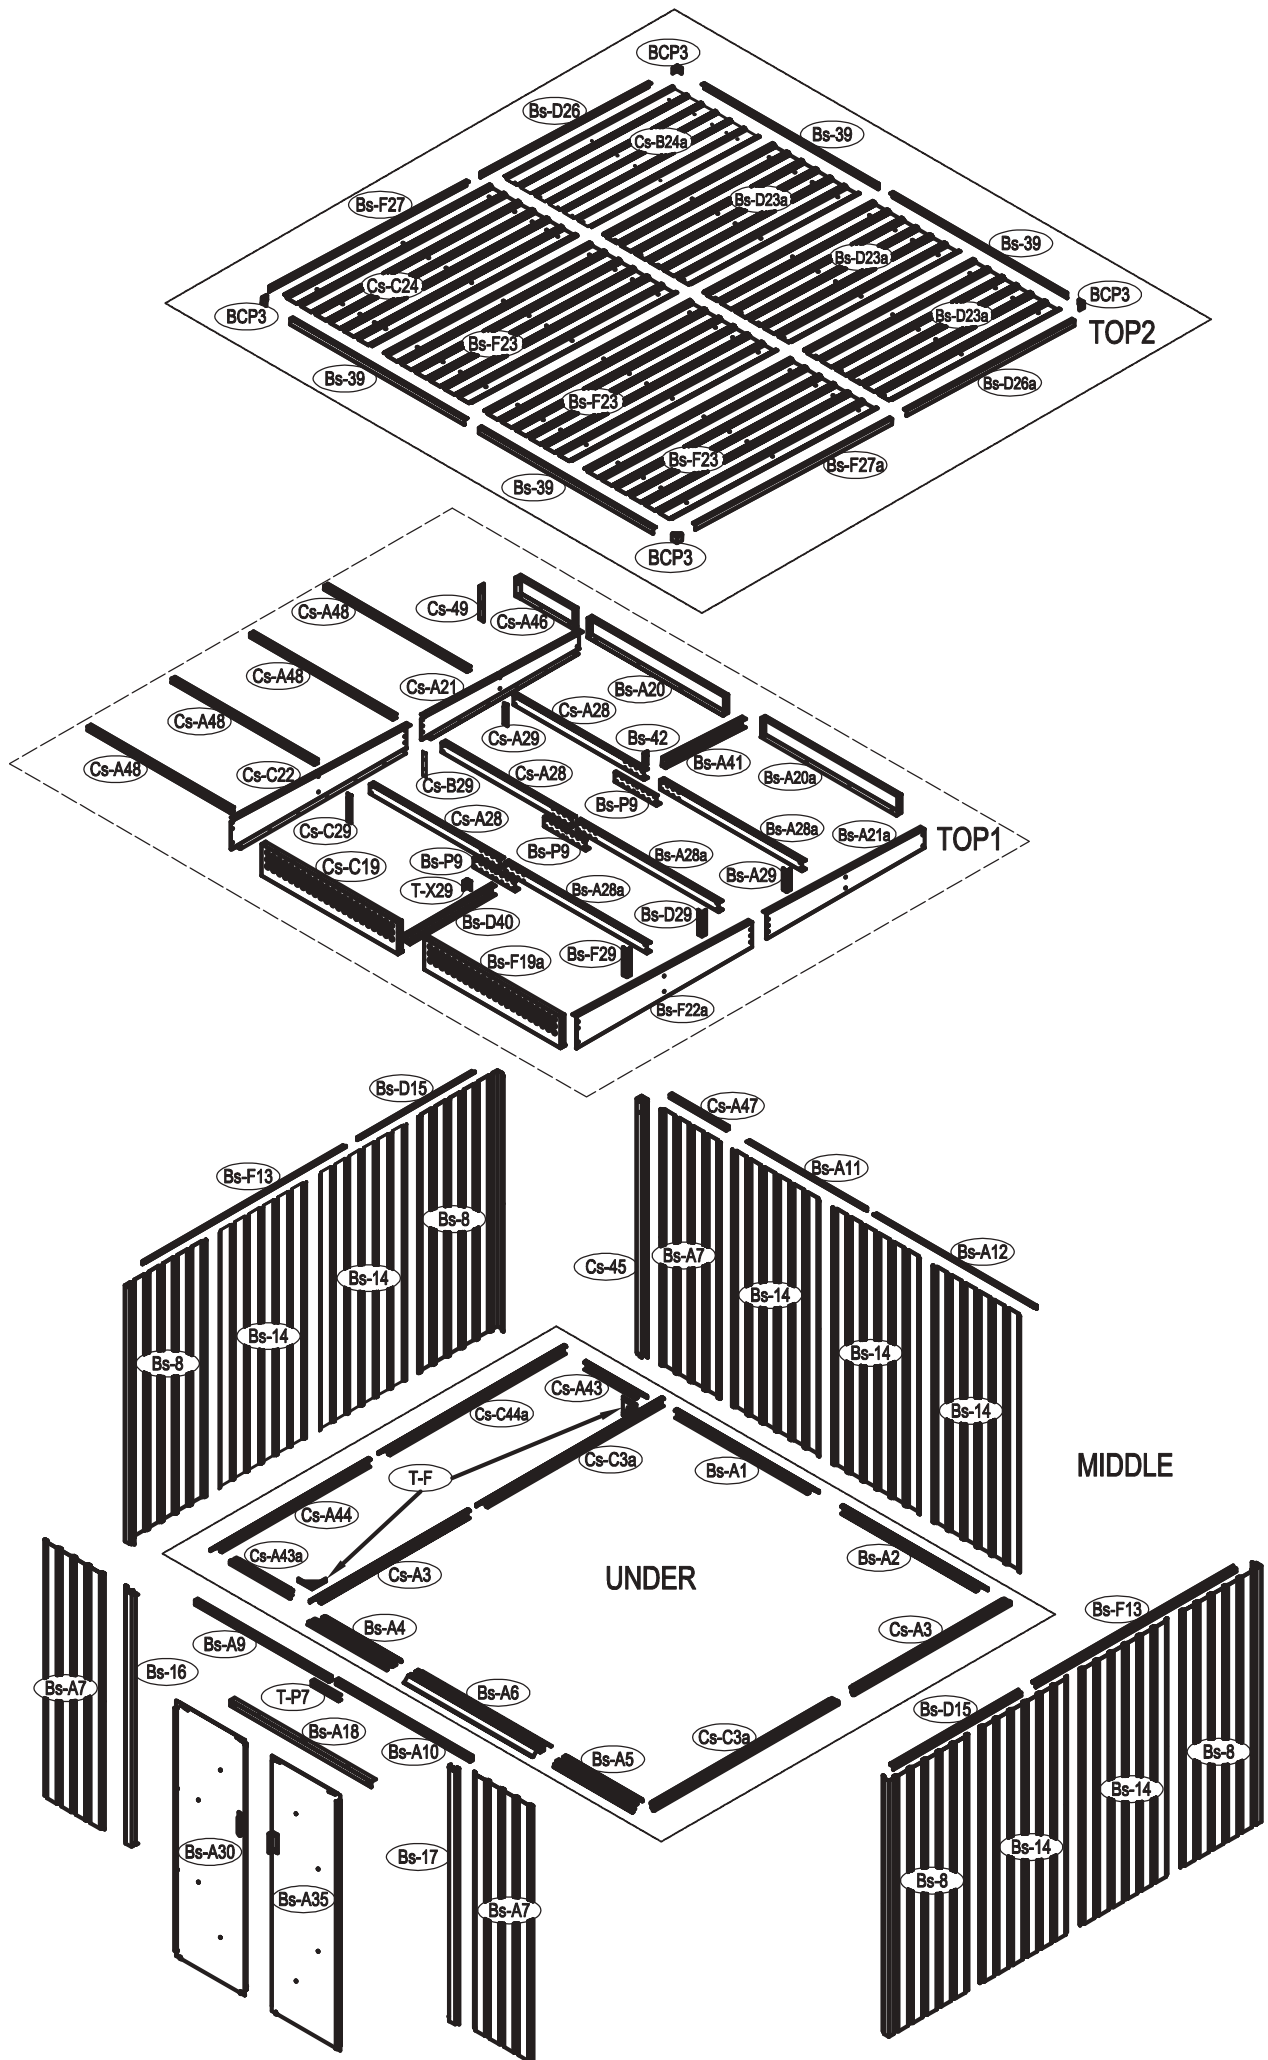 BCP3
Bs-D26
Bs-39
Cs-B24a
Bs-F27
Bs-D23a
Bs-39
Bs-D23a
Cs-C24
BCP3
BCP3
Bs-D23a
TOP2
Bs-F23
Bs-39
Bs-D26a
Bs-F23
Bs-F23
Bs-F27a
Bs-39
BCP3
Cs-49
Cs-A48
Cs-A46
Cs-A48
Cs-A21
Bs-A20
Cs-A28
Cs-A48
Cs-A29
Bs-42
Bs-A41
Cs-A48
Cs-C22
Cs-A28
Bs-A20a
Cs-B29
Bs-P9
Cs-A28
Cs-C29
Bs-A28a
Bs-A21a
TOP1
Cs-C19
Bs-P9
Bs-P9
Bs-A28a
Bs-A29
T-X29
Bs-A28a
Bs-D40
Bs-D29
Bs-F29
Bs-F19a
Bs-F22a
Bs-D15
Cs-A47
Bs-F13
Bs-A11
Bs-8
Bs-A12
Bs-A7
Cs-45
Bs-14
Bs-14
Bs-14
Bs-14
Bs-8
Cs-A43
Cs-C44a
Bs-14
Cs-C3a
MIDDLE
T-F
Bs-A1
Cs-A44
Cs-A43a
Cs-A3
Bs-A2
UNDER
Bs-F13
Bs-A4
Cs-A3
Bs-A9
Bs-16
Bs-A7
T-P7
Bs-A6
Bs-D15
Bs-A18
Cs-C3a
Bs-A10
Bs-A5
Bs-8
Bs-14
Bs-14
Bs-A30
Bs-17
Bs-8
Bs-A35
Bs-A7